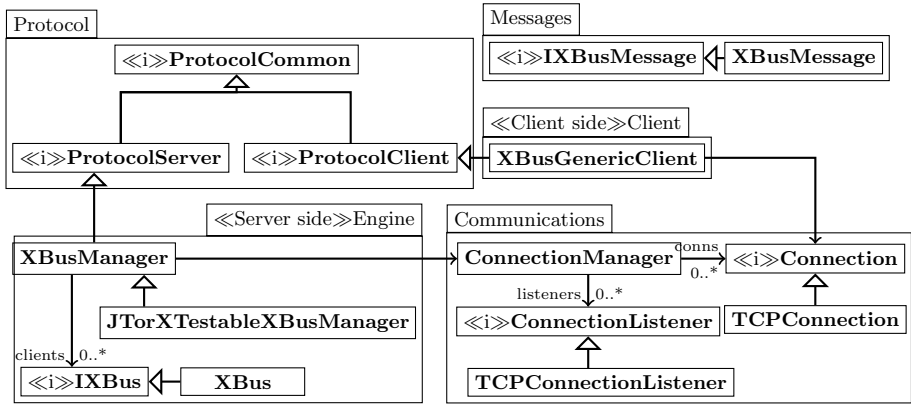 Protocol
Messages
≪i≫ProtocolCommon
≪i≫IXBusMessage
XBusMessage
≪Client side≫Client
≪i≫ProtocolServer
≪i≫ProtocolClient
XBusGenericClient
≪Server side≫Engine
Communications
XBusManager
ConnectionManager
conns
0..*
≪i≫Connection
listeners
0..*
JTorXTestableXBusManager
≪i≫ConnectionListener
TCPConnection
clients
0..*
≪i≫IXBus
XBus
TCPConnectionListener